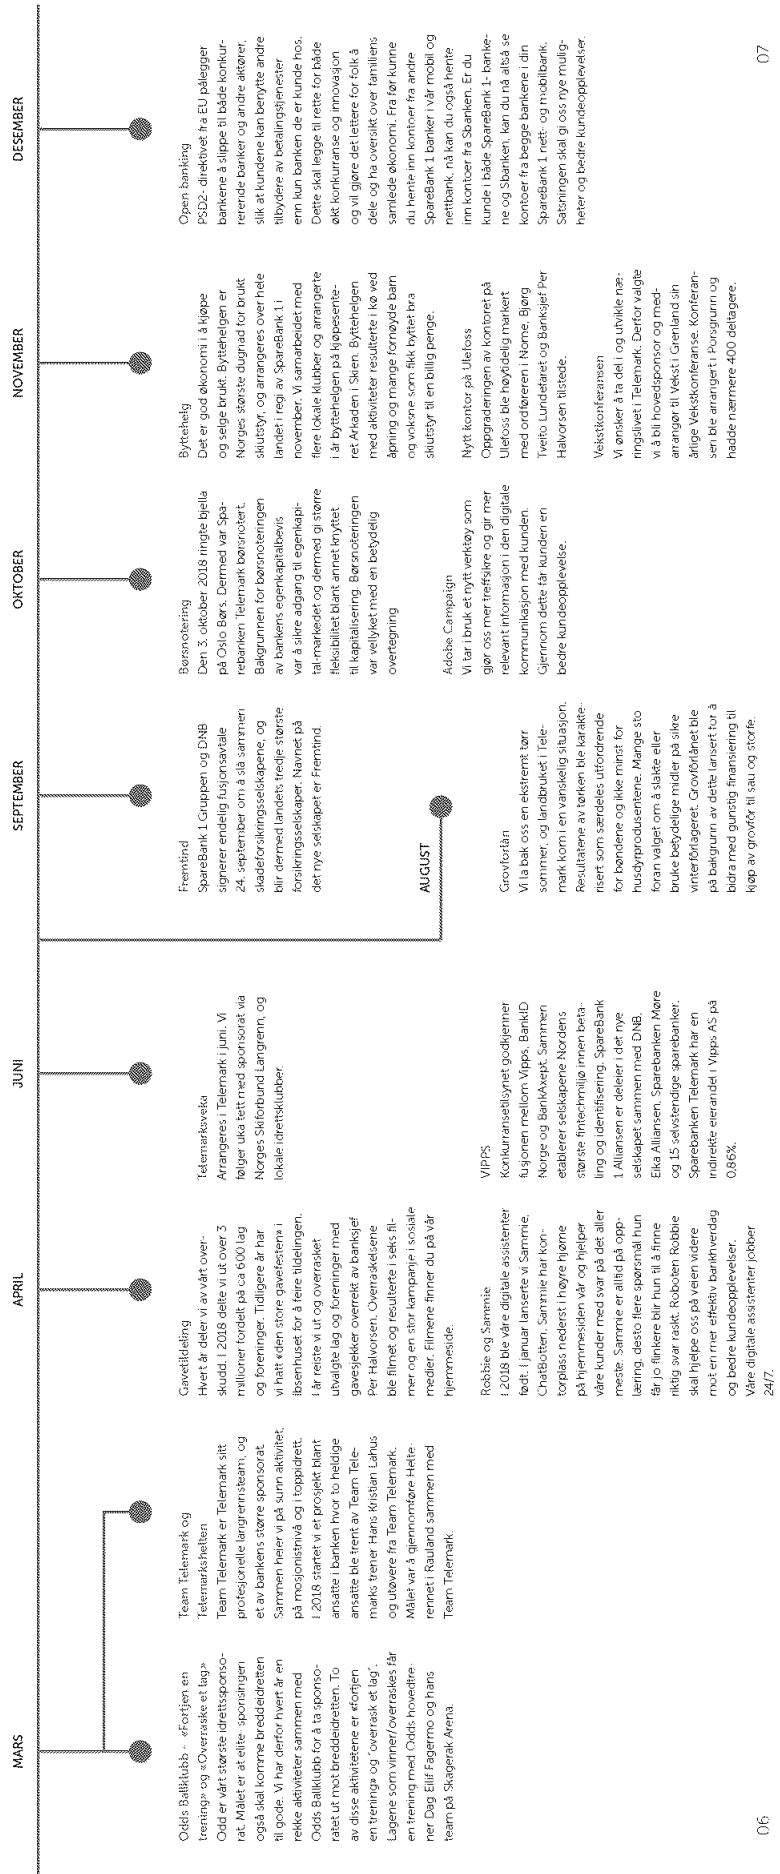 MARS
Odds Ballklubb - «Fortjen en
trening» og «Overraske et lag»
Odd er vårt største idrettssponso-
rat. Målet er at elite- sponsingen
også skal komme breddeidretten
til gode. Vi har derfor hvert år en
rekke aktiviteter sammen med
Odds Ballklubb for å ta sponso-
ratet ut mot breddeidretten. To
av disse aktivitetene er «fortjen
en trening» og "overrask et lag".
Lagene som vinner/overraskes får
en trening med Odds hovedtre-
ner Dag Eilif Fagermo og hans
team på Skagerak Arena.
Team Telemark og
Telemarkshelten
Team Telemark er Telemark sitt
profesjonelle langrennsteam, og
et av bankens større sponsorat.
Sammen heier vi på sunn aktivitet,
på mosjonistnivå og i toppidrett.
I 2018 startet vi et prosjekt blant
ansatte i banken hvor to heldige
ansatte ble trent av Team Tele-
marks trener Hans Kristian Lahus
og utøvere fra Team Telemark.
Målet var å gjennomføre Helte-
rennet i Rauland sammen med
Team Telemark.
APRIL
Gavetildeling
Hvert år deler vi av vårt over-
skudd. I 2018 delte vi ut over 3
millioner fordelt på ca 600 lag
og foreninger. Tidligere år har
vi hatt «den store gavefesten» i
Ibsenhuset for å feire tildelingen.
I år reiste vi ut og overrasket
utvalgte lag og foreninger med
gavesjekker overrekt av banksjef
Per Halvorsen. Overraskelsene
ble filmet og resulterte i seks fil-
mer og en stor kampanje i sosiale
medier. Filmene finner du på vår
hjemmeside.
Robbie og Sammie
I 2018 ble våre digitale assistenter
født. I januar lanserte vi Sammie,
ChatBotten. Sammie har kon-
torplass nederst i høyre hjørne
på hjemmesiden vår og hjelper
våre kunder med svar på det aller
meste. Sammie er alltid på opp-
læring, desto flere spørsmål hun
får jo flinkere blir hun til å finne
riktig svar raskt. Roboten Robbie
skal hjelpe oss på veien videre
mot en mer effektiv bankhverdag
og bedre kundeopplevelser.
Våre digitale assistenter jobber
24/7.
JUNI
Telemarksveka
Arrangeres i Telemark i juni. Vi
følger uka tett med sponsorat via
Norges Skiforbund Langrenn, og
lokale idrettsklubber.
VIPPS
Konkurransetilsynet godkjenner
fusjonen mellom Vipps, BankID
Norge og BankAxept. Sammen
etablerer selskapene Nordens
største fintechmiljø innen beta-
ling og identifisering. SpareBank
1 Alliansen er deleier i det nye
selskapet sammen med DNB,
Eika Alliansen, Sparebanken Møre
og 15 selvstendige sparebanker.
Sparebanken Telemark har en
indirekte eierandel i Vipps AS på
0,86%.
SEPTEMBER
Fremtind
SpareBank 1 Gruppen og DNB
signerer endelig fusjonsavtale
24. september om å slå sammen
skadeforsikringsselskapene, og
blir dermed landets tredje største
forsikringsselskaper. Navnet på
det nye selskapet er Fremtind.
AUGUST
Grovforlån
Vi la bak oss en ekstremt tørr
sommer, og landbruket i Tele-
mark kom i en vanskelig situasjon.
Resultatene av tørken ble karakte-
risert som særdeles utfordrende
for bøndene og ikke minst for
husdyrprodusentene. Mange sto
foran valget om å slakte eller
bruke betydelige midler på sikre
vinterfôrlageret. Grovfôrlånet ble
på bakgrunn av dette lansert for å
bidra med gunstig finansiering til
kjøp av grovfôr til sau og storfe.
OKTOBER
Børsnotering
Den 3. oktober 2018 ringte bjella
på Oslo Børs. Dermed var Spa-
rebanken Telemark børsnotert.
Bakgrunnen for børsnoteringen
av bankens egenkapitalbevis
var å sikre adgang til egenkapi-
tal-markedet og dermed gi større
fleksibilitet blant annet knyttet
til kapitalisering. Børsnoteringen
var vellyket med en betydelig
overtegning
Adobe Campaign
Vi tar i bruk et nytt verktøy som
gjør oss mer treffsikre og gir mer
relevant informasjon i den digitale
kommunikasjon med kunden.
Gjennom dette får kunden en
bedre kundeopplevelse.
NOVEMBER
Byttehelg
Det er god økonomi i å kjøpe
og selge brukt. Byttehelgen er
Norges største dugnad for brukt
skiutstyr, og arrangeres over hele
landet i regi av SpareBank 1 i
november. Vi samarbeidet med
flere lokale klubber og arrangerte
i år byttehelgen på kjøpesente-
ret Arkaden i Skien. Byttehelgen
med aktiviteter resulterte i kø ved
åpning og mange fornøyde barn
og voksne som fikk byttet bra
skiutstyr til en billig penge.
Nytt kontor på Ulefoss
Oppgraderingen av kontoret på
Ulefoss ble høytidelig markert
med ordføreren i Nome, Bjørg
Tveito Lundefaret og Banksjef Per
Halvorsen tilstede.
Vekstkonferansen
Vi ønsker å ta del i og utvikle næ-
ringslivet i Telemark. Derfor valgte
vi å bli hovedsponsor og med-
arrangør til Vekst i Grenland sin
årlige Vekstkonferanse. Konferan-
sen ble arrangert i Porsgrunn og
hadde nærmere 400 deltagere.
DESEMBER
Open banking
PSD2- direktivet fra EU pålegger
bankene å slippe til både konkur-
rerende banker og andre aktører,
slik at kundene kan benytte andre
tilbydere av betalingstjenester
enn kun banken de er kunde hos.
Dette skal legge til rette for både
økt konkurranse og innovasjon
og vil gjøre det lettere for folk å
dele og ha oversikt over familiens
samlede økonomi. Fra før kunne
du hente inn kontoer fra andre
SpareBank 1 banker i vår mobil og
nettbank, nå kan du også hente
inn kontoer fra Sbanken. Er du
kunde i både SpareBank 1- banke-
ne og Sbanken, kan du nå altså se
kontoer fra begge bankene i din
SpareBank 1 nett- og mobilbank.
Satsningen skal gi oss nye mulig-
heter og bedre kundeopplevelser.
06
07